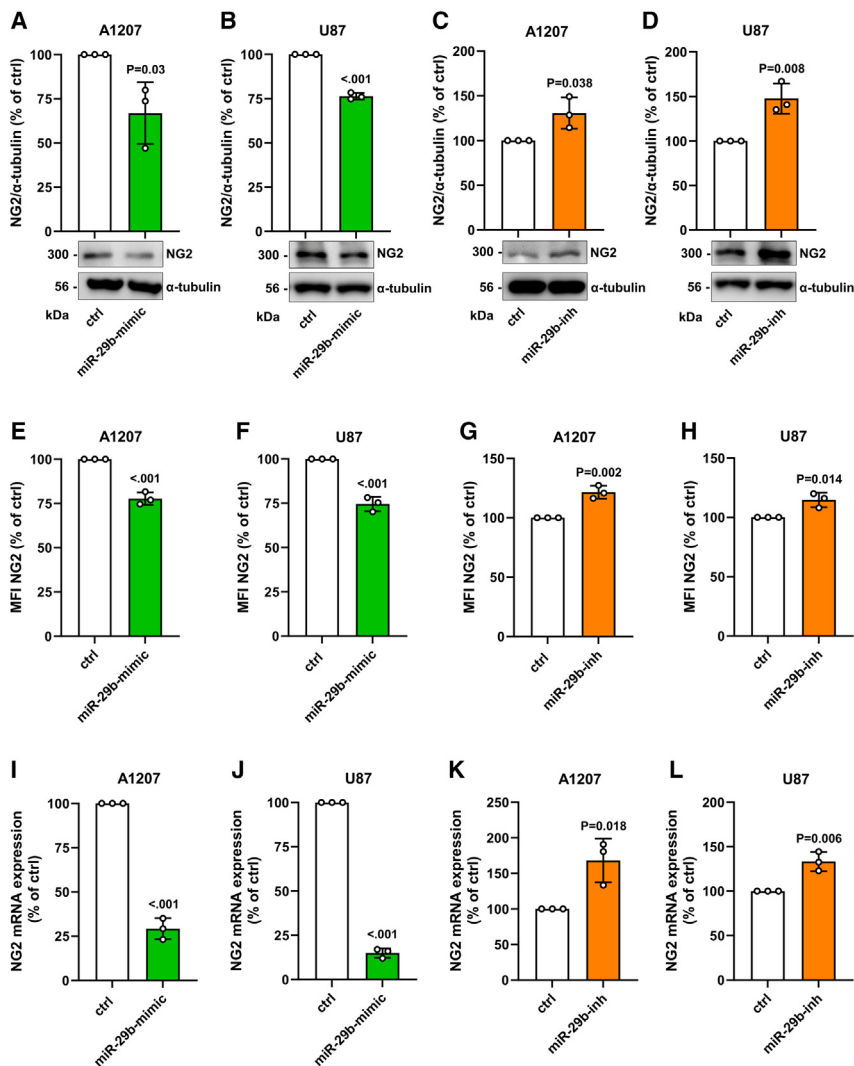 A
A1207
NG2/α-tubulin (% of ctrl)
100
75
50
25
0
P=0.03
300 -
NG2
56 -
α-tubulin
kDa
ctrl
miR-29b-mimic
B
U87
NG2/α-tubulin (% of ctrl)
100
75
50
25
0
<.001
300 -
NG2
56 -
α-tubulin
kDa
ctrl
miR-29b-mimic
C
A1207
NG2/α-tubulin (% of ctrl)
200
150
100
50
0
P=0.038
300 -
NG2
56 -
α-tubulin
kDa
ctrl
miR-29b-inh
D
U87
NG2/α-tubulin (% of ctrl)
200
150
100
50
0
P=0.008
300 -
NG2
56 -
α-tubulin
kDa
ctrl
miR-29b-inh
E
A1207
MFI NG2 (% of ctrl)
100
75
50
25
0
<.001
ctrl
miR-29b-mimic
F
U87
MFI NG2 (% of ctrl)
100
75
50
25
0
<.001
ctrl
miR-29b-mimic
G
A1207
MFI NG2 (% of ctrl)
150
100
50
0
P=0.002
ctrl
miR-29b-inh
H
U87
MFI NG2 (% of ctrl)
150
100
50
0
P=0.014
ctrl
miR-29b-inh
I
A1207
NG2 mRNA expression
(% of ctrl)
100
75
50
25
0
<.001
ctrl
miR-29b-mimic
J
U87
NG2 mRNA expression
(% of ctrl)
100
75
50
25
0
<.001
ctrl
miR-29b-mimic
K
A1207
NG2 mRNA expression
(% of ctrl)
250
200
150
100
50
0
P=0.018
ctrl
miR-29b-inh
L
U87
NG2 mRNA expression
(% of ctrl)
200
150
100
50
0
P=0.006
ctrl
miR-29b-inh